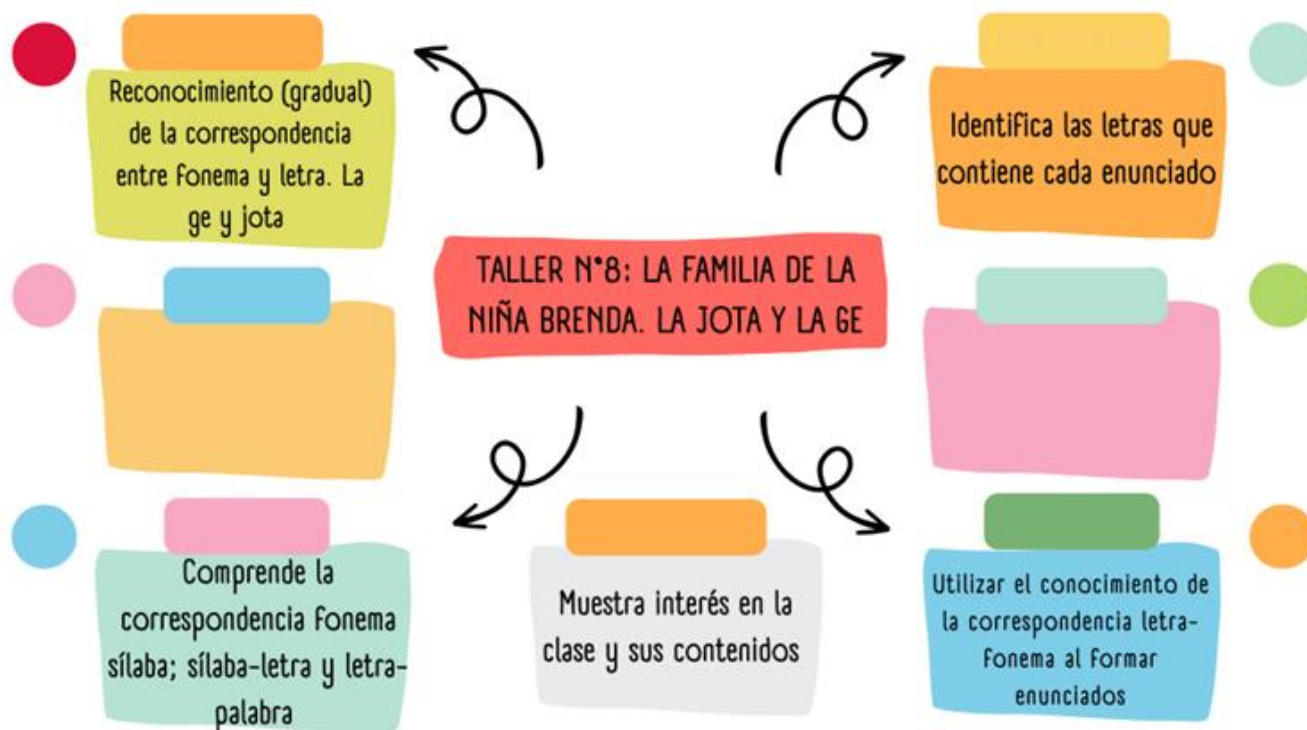 Reconocimiento (gradual)
de la correspondencia
entre fonema y letra. La
ge y jota
Identifica las letras que
contiene cada enunciado
TALLER N°8: LA FAMILIA DE LA
NIÑA BRENDA. LA JOTA Y LA GE
Comprende la
correspondencia fonema
sílaba; sílaba-letra y letra-
palabra
Muestra interés en la
clase y sus contenidos
Utilizar el conocimiento de
la correspondencia letra-
fonema al formar
enunciados